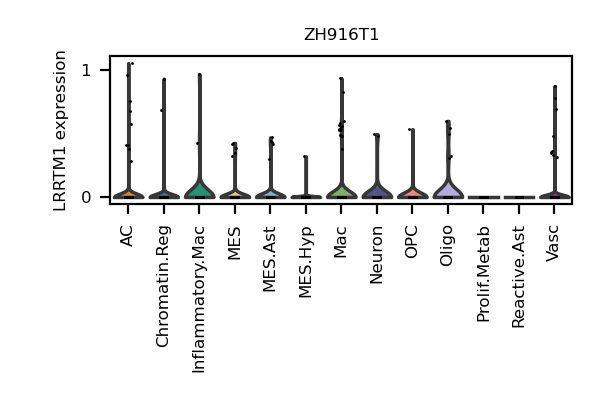 ZH916T1
LRRTM1 expression
1
0
AC
Chromatin.Reg
Inflammatory.Mac
MES
MES.Ast
MES.Hyp
Mac
Neuron
OPC
Oligo
Prolif.Metab
Reactive.Ast
Vasc